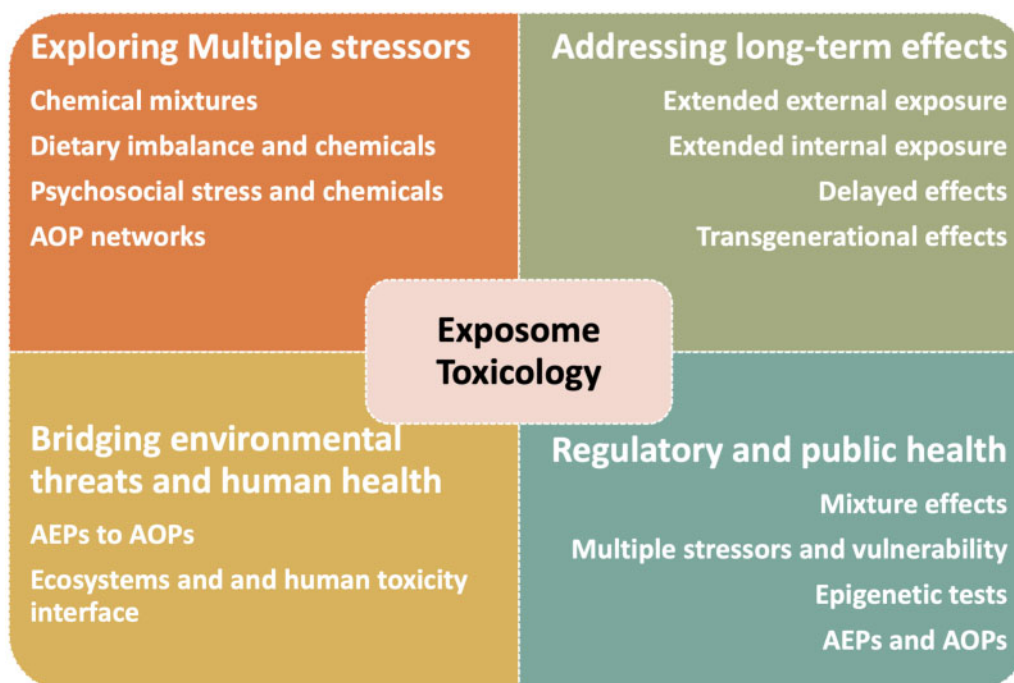 Exploring Multiple stressors
Chemical mixtures
Dietary imbalance and chemicals
Psychosocial stress and chemicals
AOP networks
Addressing long-term effects
Extended external exposure
Extended internal exposure
Delayed effects
Transgenerational effects
Exposome
Toxicology
Bridging environmental
threats and human health
AEPs to AOPs
Ecosystems and and human toxicity
interface
Regulatory and public health
Mixture effects
Multiple stressors and vulnerability
Epigenetic tests
AEPs and AOPs